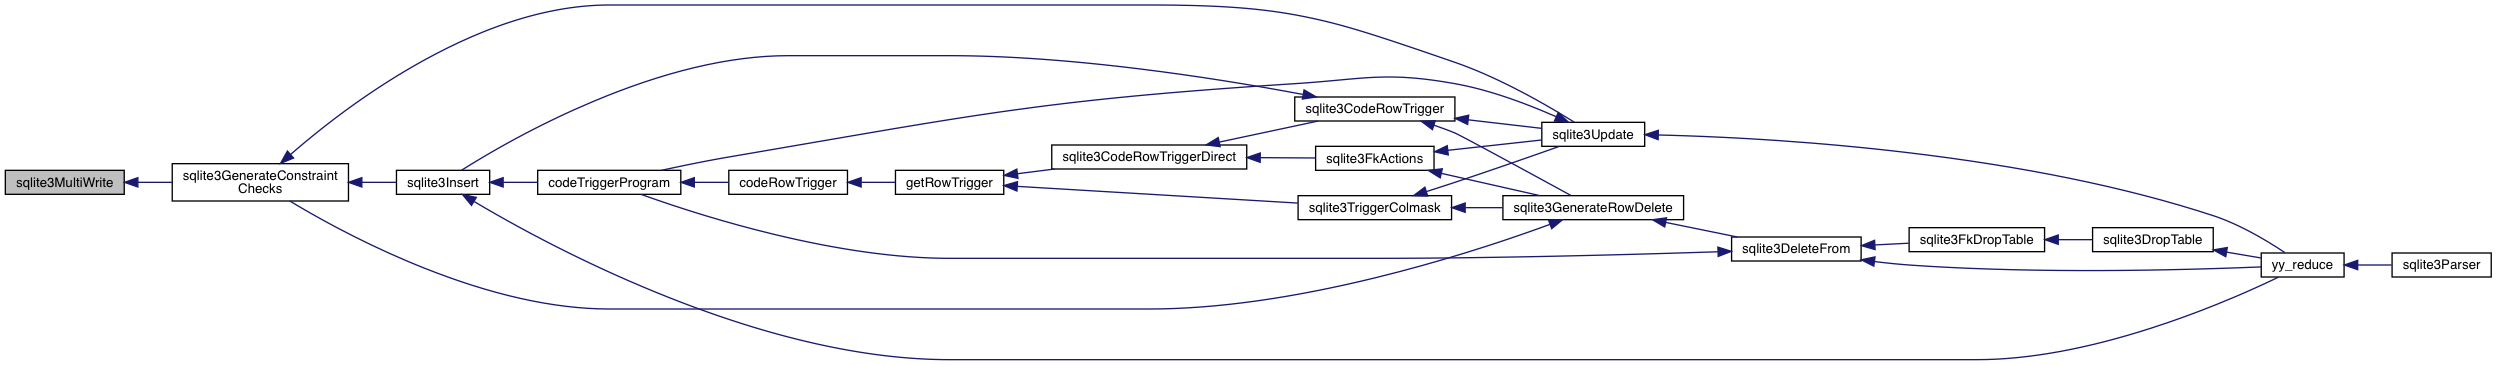 sqlite3MultiWrite
sqlite3GenerateConstraint
Checks
sqlite3Insert
codeTriggerProgram
codeRowTrigger
getRowTrigger
sqlite3CodeRowTriggerDirect
sqlite3CodeRowTrigger
sqlite3FkActions
sqlite3TriggerColmask
sqlite3Update
sqlite3GenerateRowDelete
sqlite3DeleteFrom
sqlite3FkDropTable
sqlite3DropTable
yy_reduce
sqlite3Parser